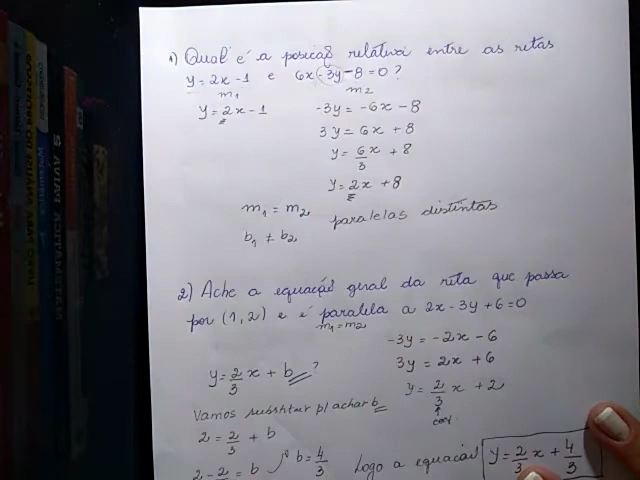 1) Qual é a posição relativa entre as retas
y = 2x - 1 e 6x - 3y - 8 = 0 ?
m1 m2
y = 2x - 1
-3y = -6x - 8
3y = 6x + 8
y = 6/3 x + 8
y = 2x + 8
m1 = m2
b1 ≠ b2
paralelas distintas
2) Ache a equação geral da reta que passa
por (1,2) e é paralela a 2x - 3y + 6 = 0
m1 = m2
-3y = -2x - 6
3y = 2x + 6
y = 2/3 x + 2
y = 2/3 x + b ?
Vamos substituir p/ achar b
2 = 2/3 + b
2 - 2/3 = b
b = 4/3
Logo a equação y = 2/3 x + 4/3